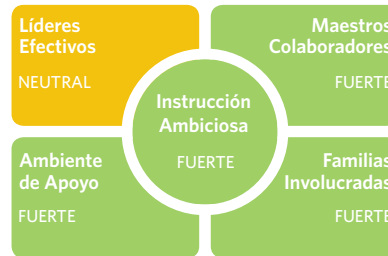 Líderes
Efectivos
NEUTRAL
Maestros
Colaboradores
FUERTE
Instrucción
Ambiciosa
FUERTE
Ambiente
de Apoyo
FUERTE
Familias
Involucradas
FUERTE